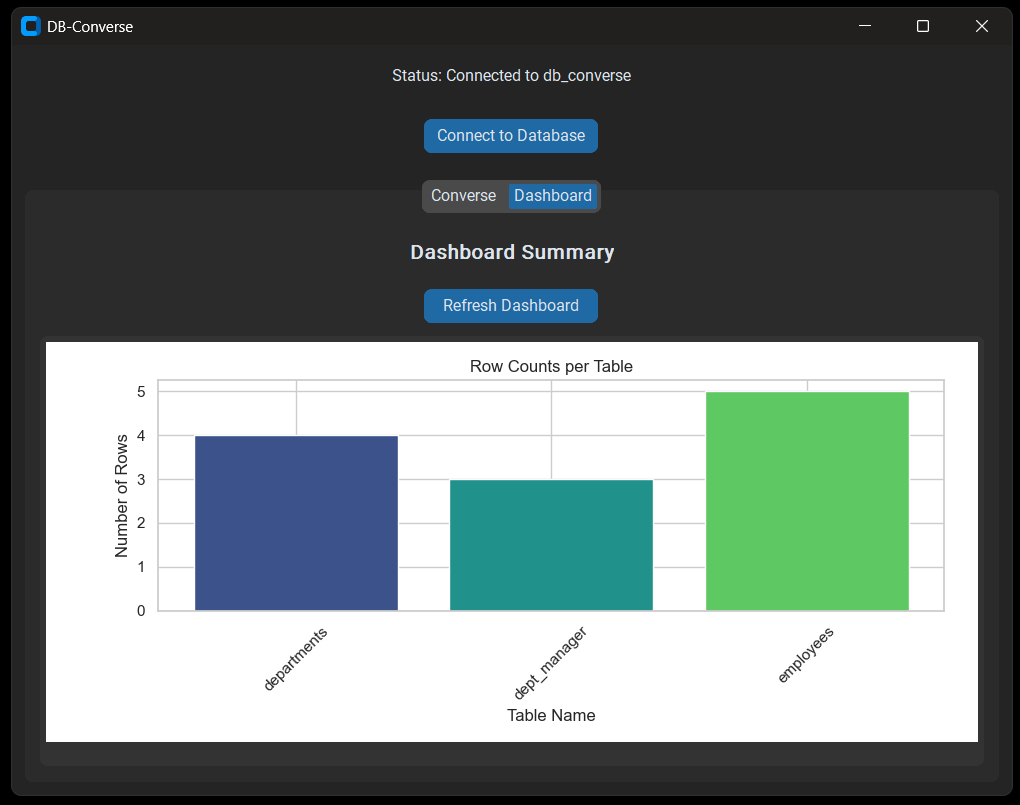 DB-Converse
Status: Connected to db_converse
Connect to Database
Converse Dashboard
Dashboard Summary
Refresh Dashboard
Row Counts per Table
Number of Rows
5
4
3
2
1
0
departments dept_manager employees
Table Name